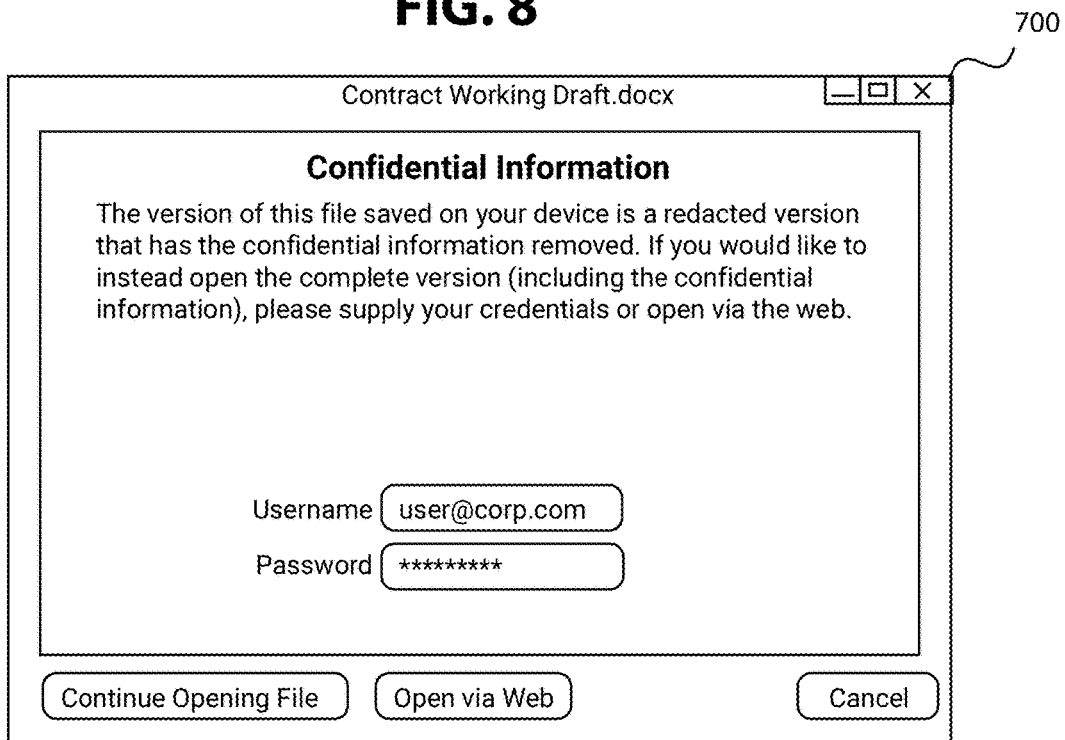 FIG. 8
700
Contract Working Draft.docx
Confidential Information
The version of this file saved on your device is a redacted version
that has the confidential information removed. If you would like to
instead open the complete version (including the confidential
information), please supply your credentials or open via the web.
Username user@corp.com
Password *********
Continue Opening File Open via Web Cancel